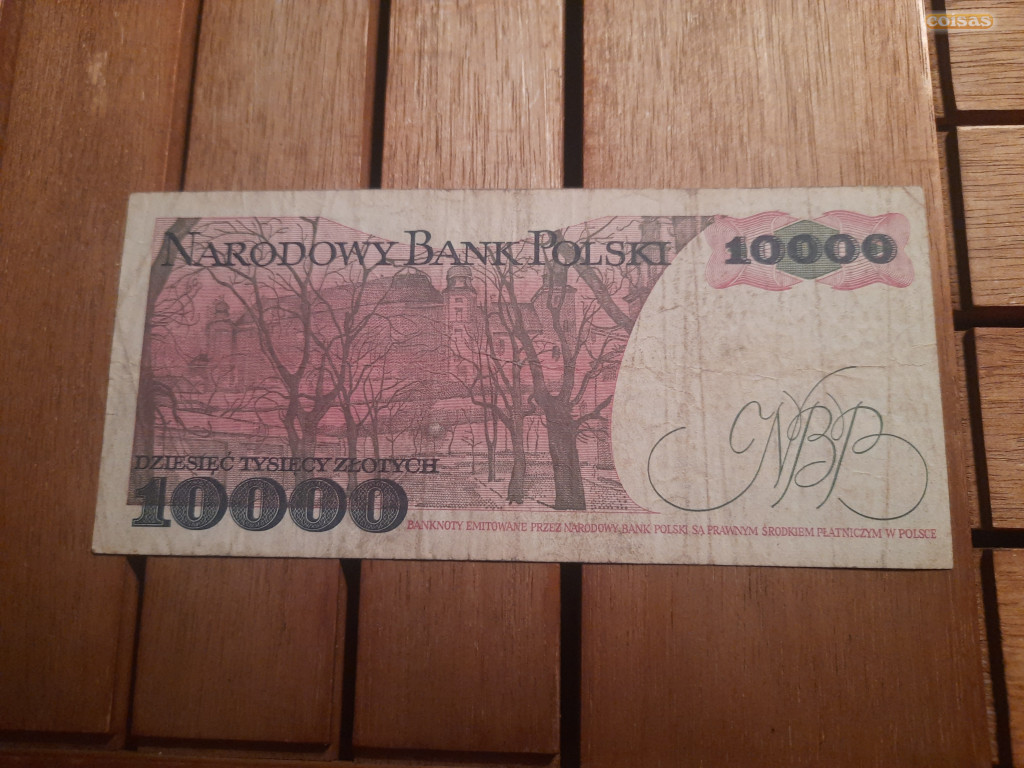 coisas
NARODOWY BANK POLSKI
10000
NBP
DZIESIĘĆ TYSIĘCY ZŁOTYCH
10000
BANKNOTY EMITOWANE PRZEZ NARODOWY BANK POLSKI SĄ PRAWNYM ŚRODKIEM PŁATNICZYM W POLSCE